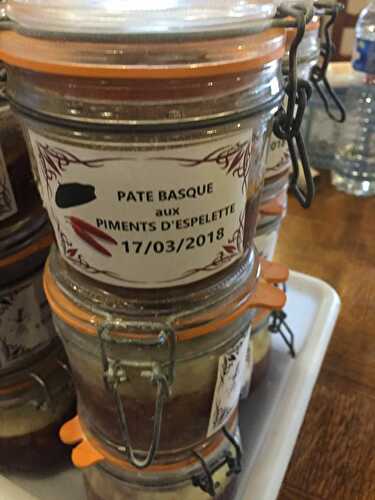 PATE BASQUE
aux
PIMENTS D'ESPELETTE
17/03/2018